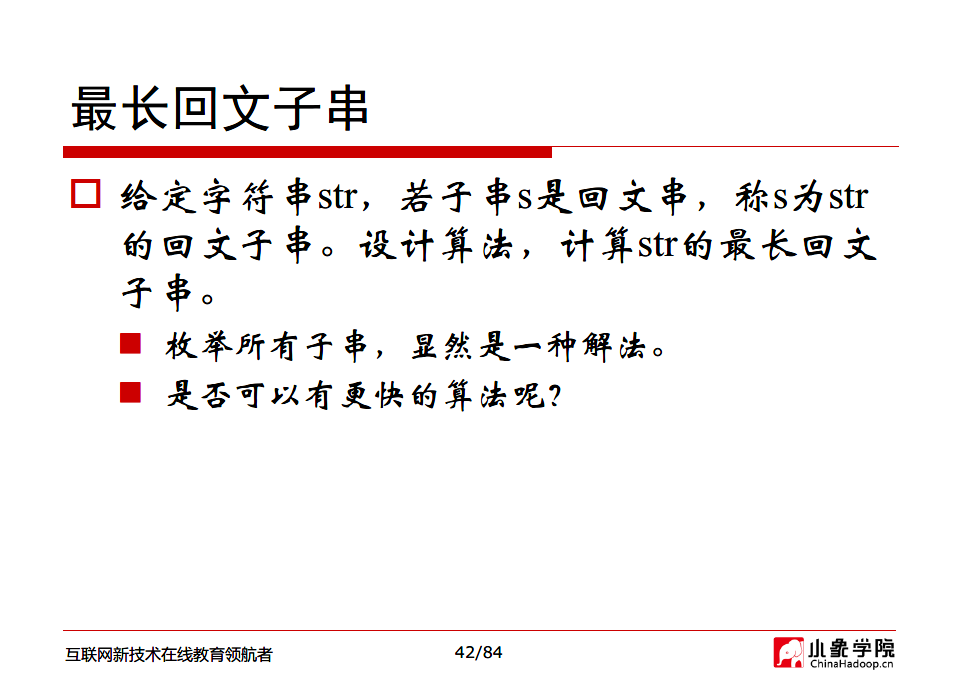 最长回文子串
给定字符串str，若子串s是回文串，称s为str
的回文子串。设计算法，计算str的最长回文
子串。
枚举所有子串，显然是一种解法。
是否可以有更快的算法呢？
互联网新技术在线教育领航者
42/84
小象学院
ChinaHadoop.cn